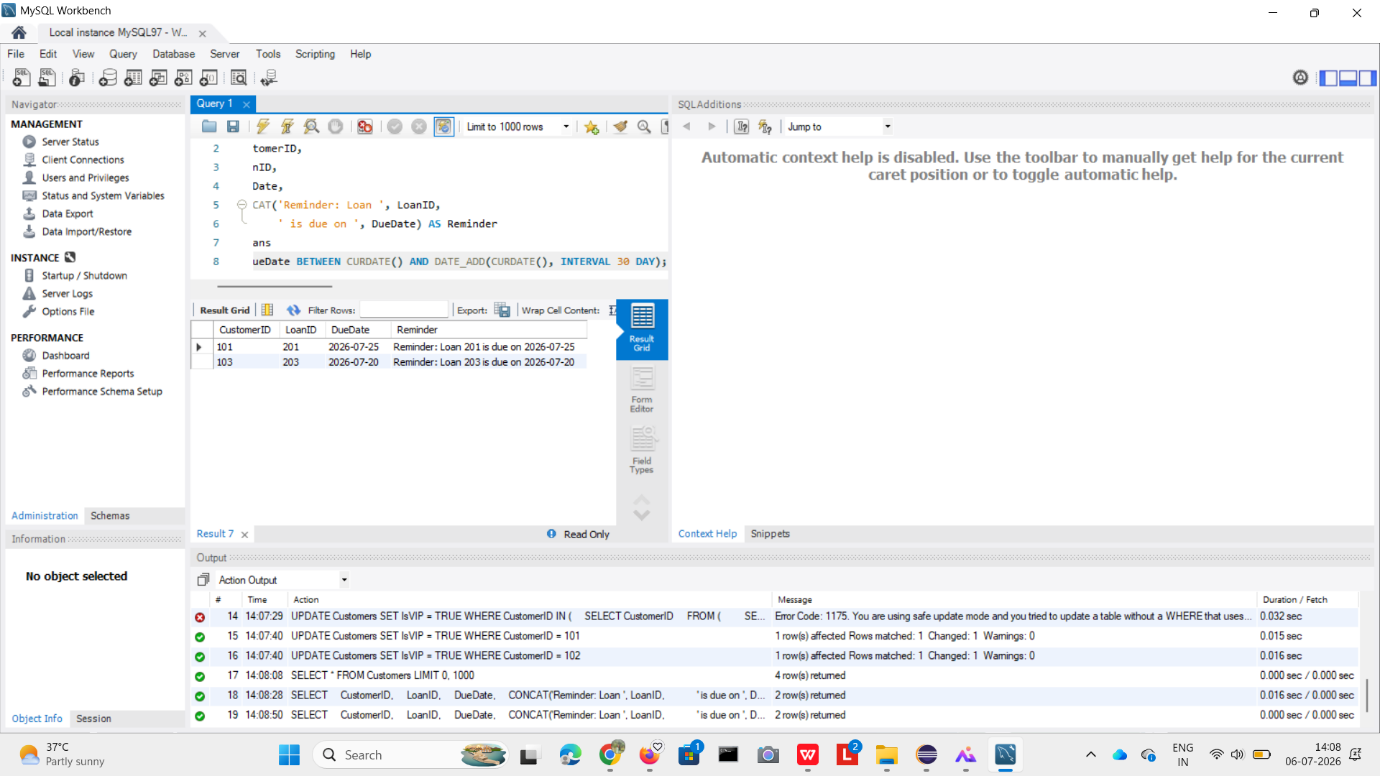 MySQL Workbench
Local instance MySQL97 - W...
File Edit View Query Database Server Tools Scripting Help
Navigator
MANAGEMENT
Server Status
Client Connections
Users and Privileges
Status and System Variables
Data Export
Data Import/Restore
INSTANCE
Startup / Shutdown
Server Logs
Options File
PERFORMANCE
Dashboard
Performance Reports
Performance Schema Setup
Administration Schemas
Information
No object selected
Object Info Session
Query 1
Limit to 1000 rows
2 tomerID,
3 nID,
4 Date,
5 CAT('Reminder: Loan ', LoanID,
6 ' is due on ', DueDate) AS Reminder
7 ans
8 ueDate BETWEEN CURDATE() AND DATE_ADD(CURDATE(), INTERVAL 30 DAY);
Result Grid Filter Rows: Export: Wrap Cell Content:
CustomerID LoanID DueDate Reminder
101 201 2026-07-25 Reminder: Loan 201 is due on 2026-07-25
103 203 2026-07-20 Reminder: Loan 203 is due on 2026-07-20
Result
Grid
Form
Editor
Field
Types
Result 7 Read Only
SQLAdditions
Jump to
Automatic context help is disabled. Use the toolbar to manually get help for the current
caret position or to toggle automatic help.
Context Help Snippets
Output
Action Output
# Time Action Message Duration / Fetch
14 14:07:29 UPDATE Customers SET IsVIP = TRUE WHERE CustomerID IN ( SELECT CustomerID FROM ( SE... Error Code: 1175. You are using safe update mode and you tried to update a table without a WHERE that uses... 0.032 sec
15 14:07:40 UPDATE Customers SET IsVIP = TRUE WHERE CustomerID = 101 1 row(s) affected Rows matched: 1 Changed: 1 Warnings: 0 0.015 sec
16 14:07:40 UPDATE Customers SET IsVIP = TRUE WHERE CustomerID = 102 1 row(s) affected Rows matched: 1 Changed: 1 Warnings: 0 0.016 sec
17 14:08:08 SELECT * FROM Customers LIMIT 0, 1000 4 row(s) returned 0.000 sec / 0.000 sec
18 14:08:28 SELECT CustomerID, LoanID, DueDate, CONCAT('Reminder: Loan ', LoanID, ' is due on ', D... 2 row(s) returned 0.016 sec / 0.000 sec
19 14:08:50 SELECT CustomerID, LoanID, DueDate, CONCAT('Reminder: Loan ', LoanID, ' is due on ', D... 2 row(s) returned 0.000 sec / 0.000 sec
37°C
Partly sunny
Search
1
2
ENG
IN
14:08
06-07-2026